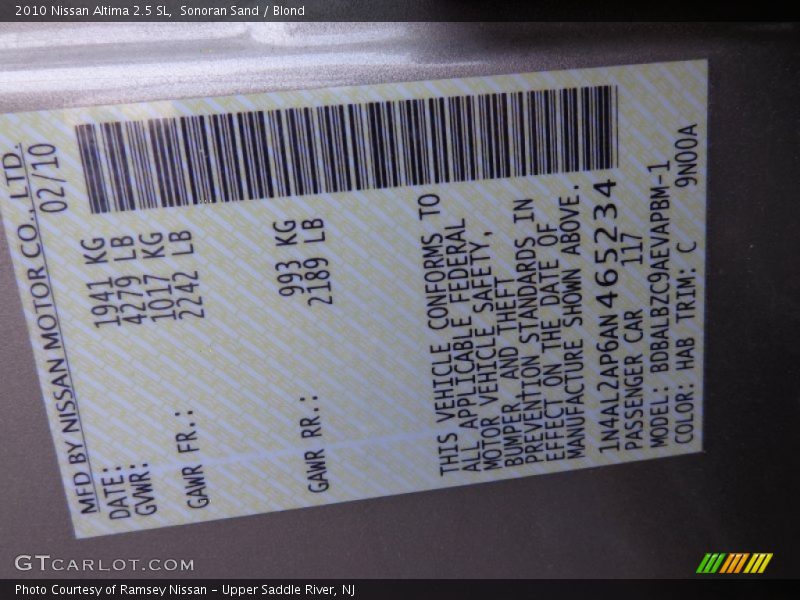 2010 Nissan Altima 2.5 SL,  Sonoran Sand / Blond
MFD BY NISSAN MOTOR CO., LTD.
DATE: 02/10
GVWR: 1941 KG
4279 LB
GAWR FR.: 1017 KG
2242 LB
GAWR RR.: 993 KG
2189 LB
THIS VEHICLE CONFORMS TO
ALL APPLICABLE FEDERAL
MOTOR VEHICLE SAFETY,
BUMPER, AND THEFT
PREVENTION STANDARDS IN
EFFECT ON THE DATE OF
MANUFACTURE SHOWN ABOVE.
1N4AL2AP6AN465234
PASSENGER CAR 117
MODEL: BDBALBZC9AEVAPBM-1
COLOR: HAB TRIM: C 9N00A
GTCARLOT.COM
Photo Courtesy of Ramsey Nissan – Upper Saddle River, NJ